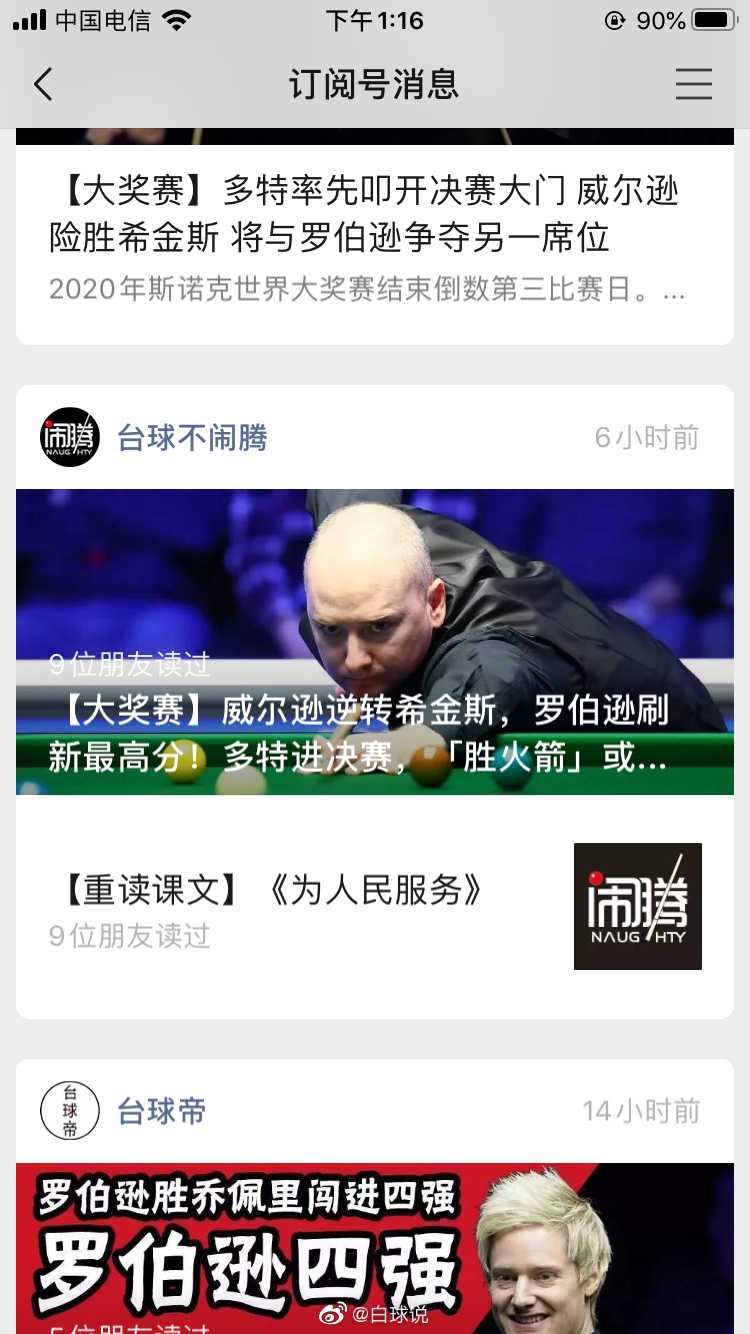 中国电信
下午1:16
90%
订阅号消息
【大奖赛】多特率先叩开决赛大门 威尔逊
险胜希金斯 将与罗伯逊争夺另一席位
2020年斯诺克世界大奖赛结束倒数第三比赛日。...
闹腾
NAUGHTY
台球不闹腾
6小时前
9位朋友读过
【大奖赛】威尔逊逆转希金斯，罗伯逊刷
新最高分！多特进决赛，「胜火箭」或...
【重读课文】《为人民服务》
9位朋友读过
闹腾
NAUGHTY
台球帝
台球帝
14小时前
罗伯逊胜乔佩里闯进四强
罗伯逊四强
5位朋友读过
@白球说